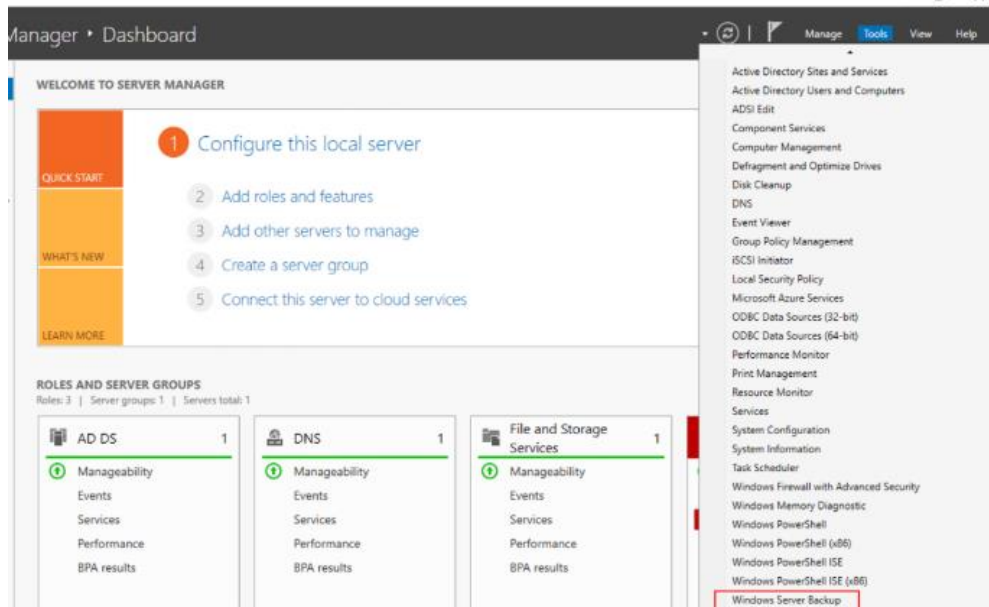 Manager • Dashboard
Manage Tools View Help
WELCOME TO SERVER MANAGER
QUICK START
WHAT'S NEW
LEARN MORE
1 Configure this local server
2 Add roles and features
3 Add other servers to manage
4 Create a server group
5 Connect this server to cloud services
ROLES AND SERVER GROUPS
Roles: 3 | Server groups: 1 | Servers total: 1
AD DS 1
Manageability
Events
Services
Performance
BPA results
DNS 1
Manageability
Events
Services
Performance
BPA results
File and Storage
Services 1
Manageability
Events
Services
Performance
BPA results
Active Directory Sites and Services
Active Directory Users and Computers
ADSI Edit
Component Services
Computer Management
Defragment and Optimize Drives
Disk Cleanup
DNS
Event Viewer
Group Policy Management
iSCSI Initiator
Local Security Policy
Microsoft Azure Services
ODBC Data Sources (32-bit)
ODBC Data Sources (64-bit)
Performance Monitor
Print Management
Resource Monitor
Services
System Configuration
System Information
Task Scheduler
Windows Firewall with Advanced Security
Windows Memory Diagnostic
Windows PowerShell
Windows PowerShell (x86)
Windows PowerShell ISE
Windows PowerShell ISE (x86)
Windows Server Backup